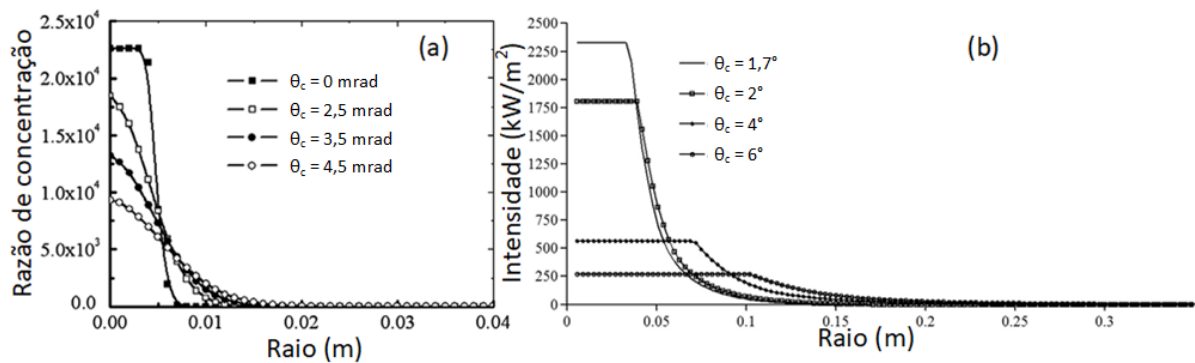 (a)
Razão de concentração
2.5x10⁴
2.0x10⁴
1.5x10⁴
1.0x10⁴
5.0x10³
0.0
θc = 0 mrad
θc = 2,5 mrad
θc = 3,5 mrad
θc = 4,5 mrad
0.00 0.01 0.02 0.03 0.04
Raio (m)
(b)
Intensidade (kW/m²)
2500
2250
2000
1750
1500
1250
1000
750
500
250
0
θc = 1,7°
θc = 2°
θc = 4°
θc = 6°
0 0.05 0.1 0.15 0.2 0.25 0.3
Raio (m)